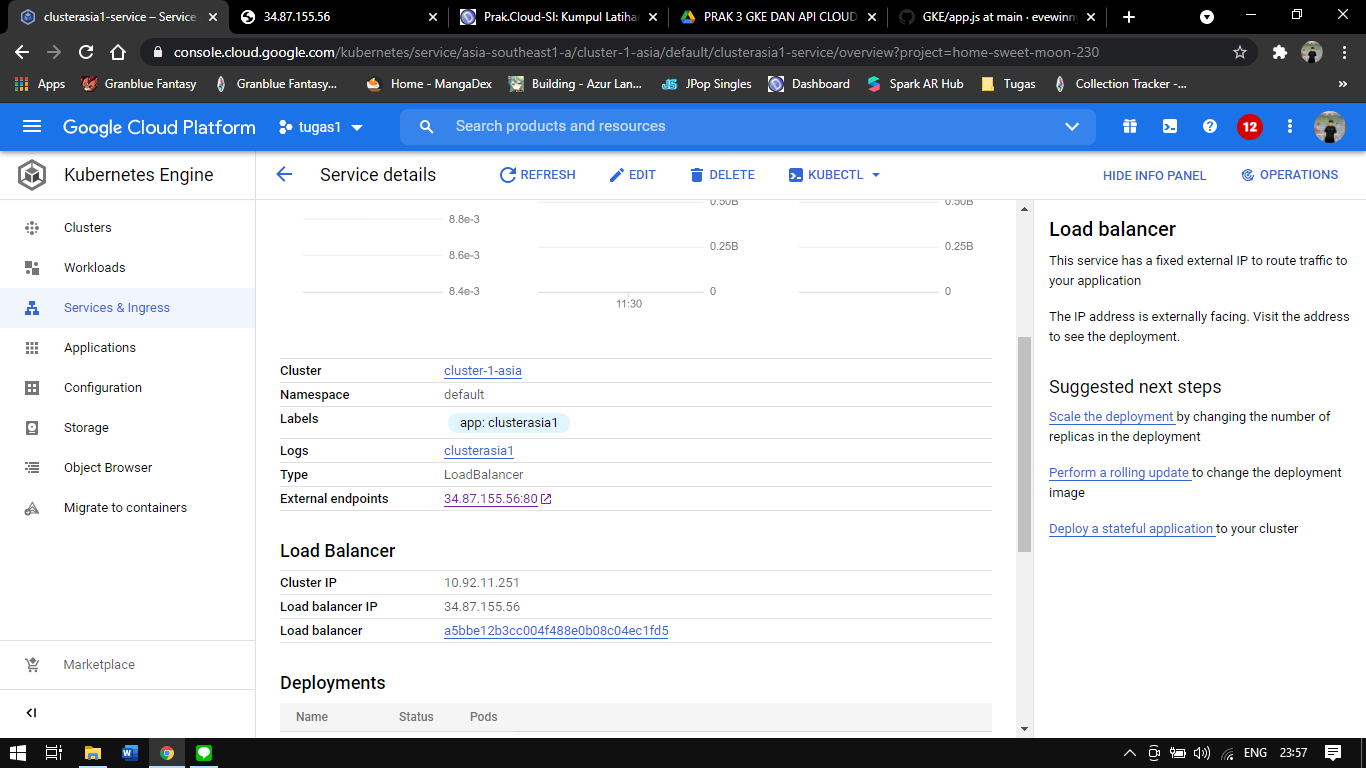 clusterasia1-service – Service
34.87.155.56
Prak.Cloud-SI: Kumpul Latiha
PRAK 3 GKE DAN API CLOUD
GKE/app.js at main · evewinn
console.cloud.google.com/kubernetes/service/asia-southeast1-a/cluster-1-asia/default/clusterasia1-service/overview?project=home-sweet-moon-230
Apps
Granblue Fantasy
Granblue Fantasy...
Home - MangaDex
Building - Azur Lan...
JPop Singles
Dashboard
Spark AR Hub
Tugas
Collection Tracker -...
»
Google Cloud Platform
tugas1
Search products and resources
12
Kubernetes Engine
Service details
REFRESH
EDIT
DELETE
KUBECTL
HIDE INFO PANEL
OPERATIONS
Clusters
Workloads
Services & Ingress
Applications
Configuration
Storage
Object Browser
Migrate to containers
Marketplace
8.8e-3
8.6e-3
8.4e-3
0.50B
0.25B
0
11:30
0.50B
0.25B
0
Cluster cluster-1-asia
Namespace default
Labels app: clusterasia1
Logs clusterasia1
Type LoadBalancer
External endpoints 34.87.155.56:80
Load Balancer
Cluster IP 10.92.11.251
Load balancer IP 34.87.155.56
Load balancer a5bbe12b3cc004f488e0b08c04ec1fd5
Deployments
Name Status Pods
Load balancer
This service has a fixed external IP to route traffic to
your application
The IP address is externally facing. Visit the address
to see the deployment.
Suggested next steps
Scale the deployment by changing the number of
replicas in the deployment
Perform a rolling update to change the deployment
image
Deploy a stateful application to your cluster
ENG
23:57